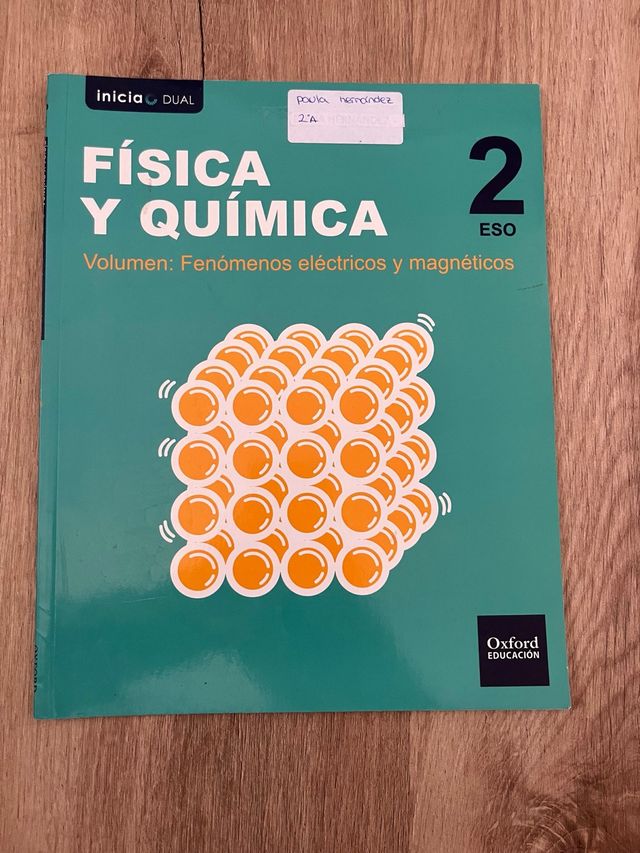 inicia DUAL
paula hernández
2ºA
FÍSICA
Y QUÍMICA
2
ESO
Volumen: Fenómenos eléctricos y magnéticos
Oxford
EDUCACIÓN